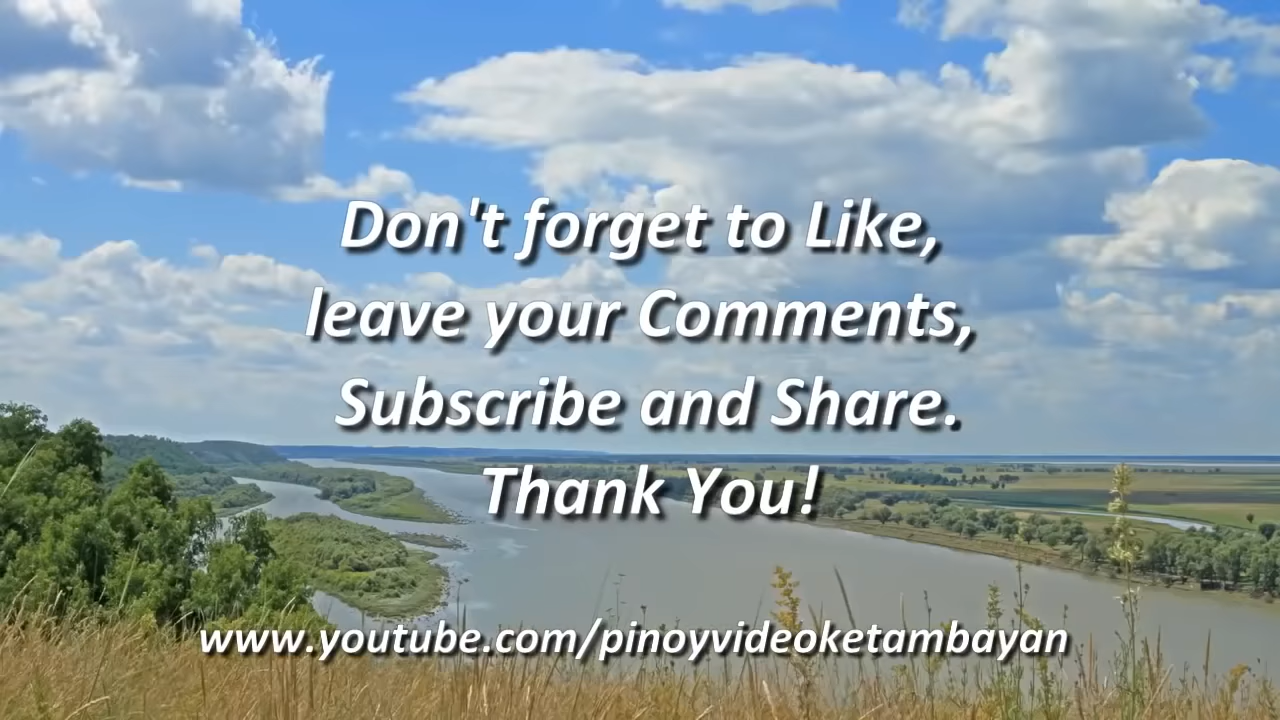 Don't forget to Like,
leave your Comments,
Subscribe and Share.
Thank You!
www.youtube.com/pinoyvideoketambayan